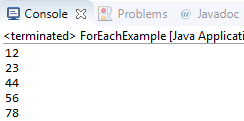 Console Problems @ Javadoc
<terminated> ForEachExample [Java Applicati
12
23
44
56
78